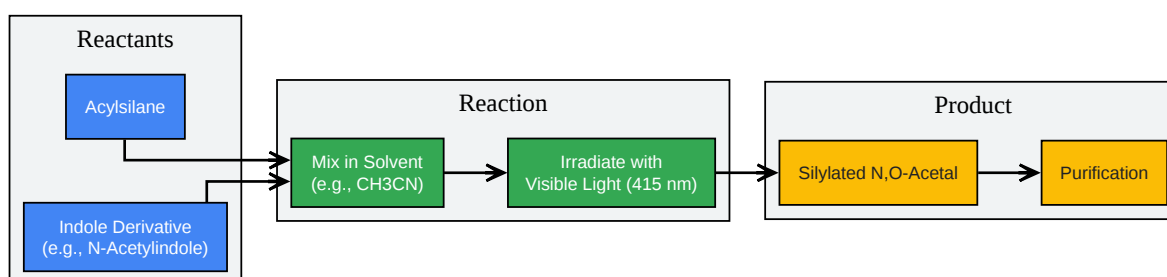 Reactants
Acylsilane
Indole Derivative
(e.g., N-Acetylindole)
Reaction
Mix in Solvent
(e.g., CH3CN)
Irradiate with
Visible Light (415 nm)
Product
Silylated N,O-Acetal
Purification